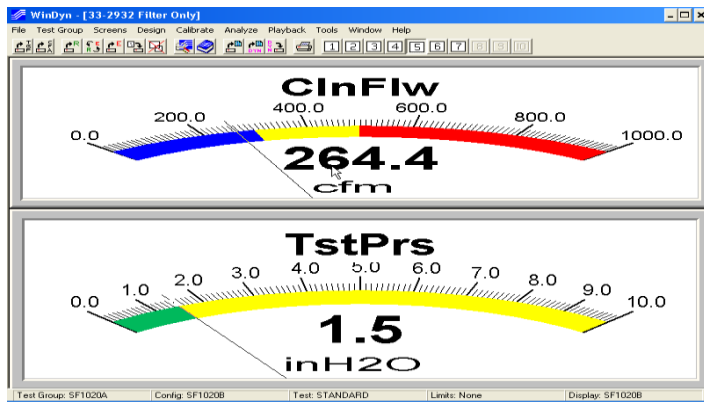 WinDyn - [33-2932 Filter Only]
File Test Group Screens Design Calibrate Analyze Playback Tools Window Help
1 2 3 4 5 6 7 8 9 10
ClnFlw
0.0 200.0 400.0 600.0 800.0 1000.0
264.4
cfm
TstPrs
0.0 1.0 2.0 3.0 4.0 5.0 6.0 7.0 8.0 9.0 10.0
1.5
inH2O
Test Group: SF1020A Config: SF1020B Test: STANDARD Limits: None Display: SF1020B